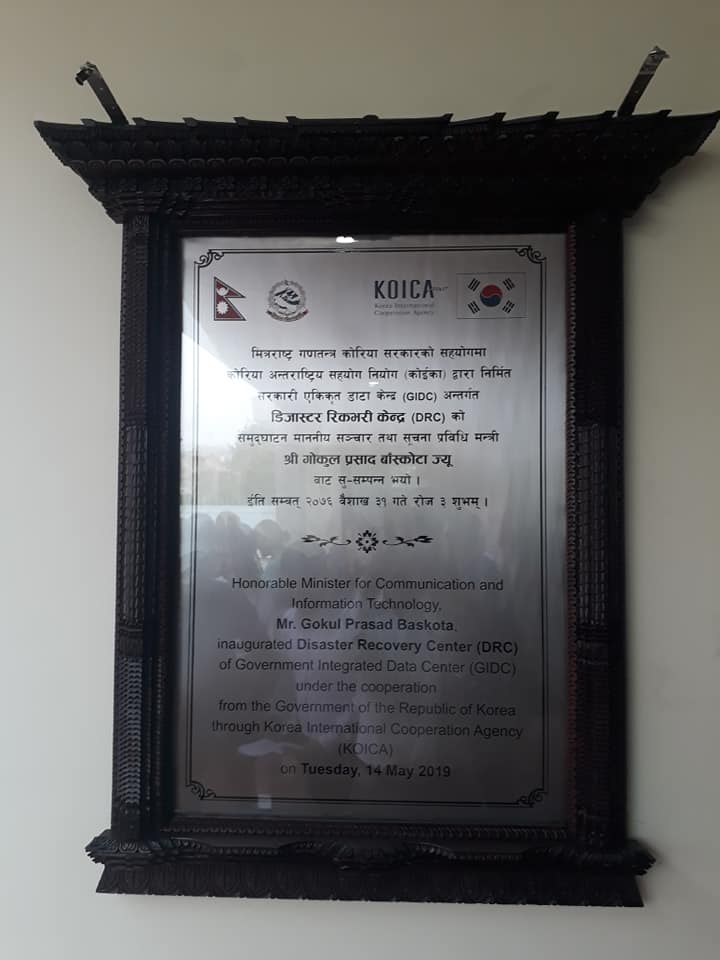 KOICA
Korea International
Cooperation Agency
मित्रराष्ट्र गणतन्त्र कोरिया सरकारको सहयोगमा
कोरिया अन्तराष्ट्रिय सहयोग नियोग (कोईका) द्वारा निर्मित
सरकारी एकिकृत डाटा केन्द्र (GIDC) अन्तर्गत
डिजास्टर रिकभरी केन्द्र (DRC) को
समुद्घाटन माननीय सञ्चार तथा सूचना प्रविधि मन्त्री
श्री गोकुल प्रसाद बाँस्कोटा ज्यू
वाट सु-सम्पन्न भयो ।
ईति सम्बत् २०७६ वैशाख ३१ गते रोज ३ शुभम् ।
Honorable Minister for Communication and
Information Technology,
Mr. Gokul Prasad Baskota,
inaugurated Disaster Recovery Center (DRC)
of Government Integrated Data Center (GIDC)
under the cooperation
from the Government of the Republic of Korea
through Korea International Cooperation Agency
(KOICA)
on Tuesday, 14 May 2019